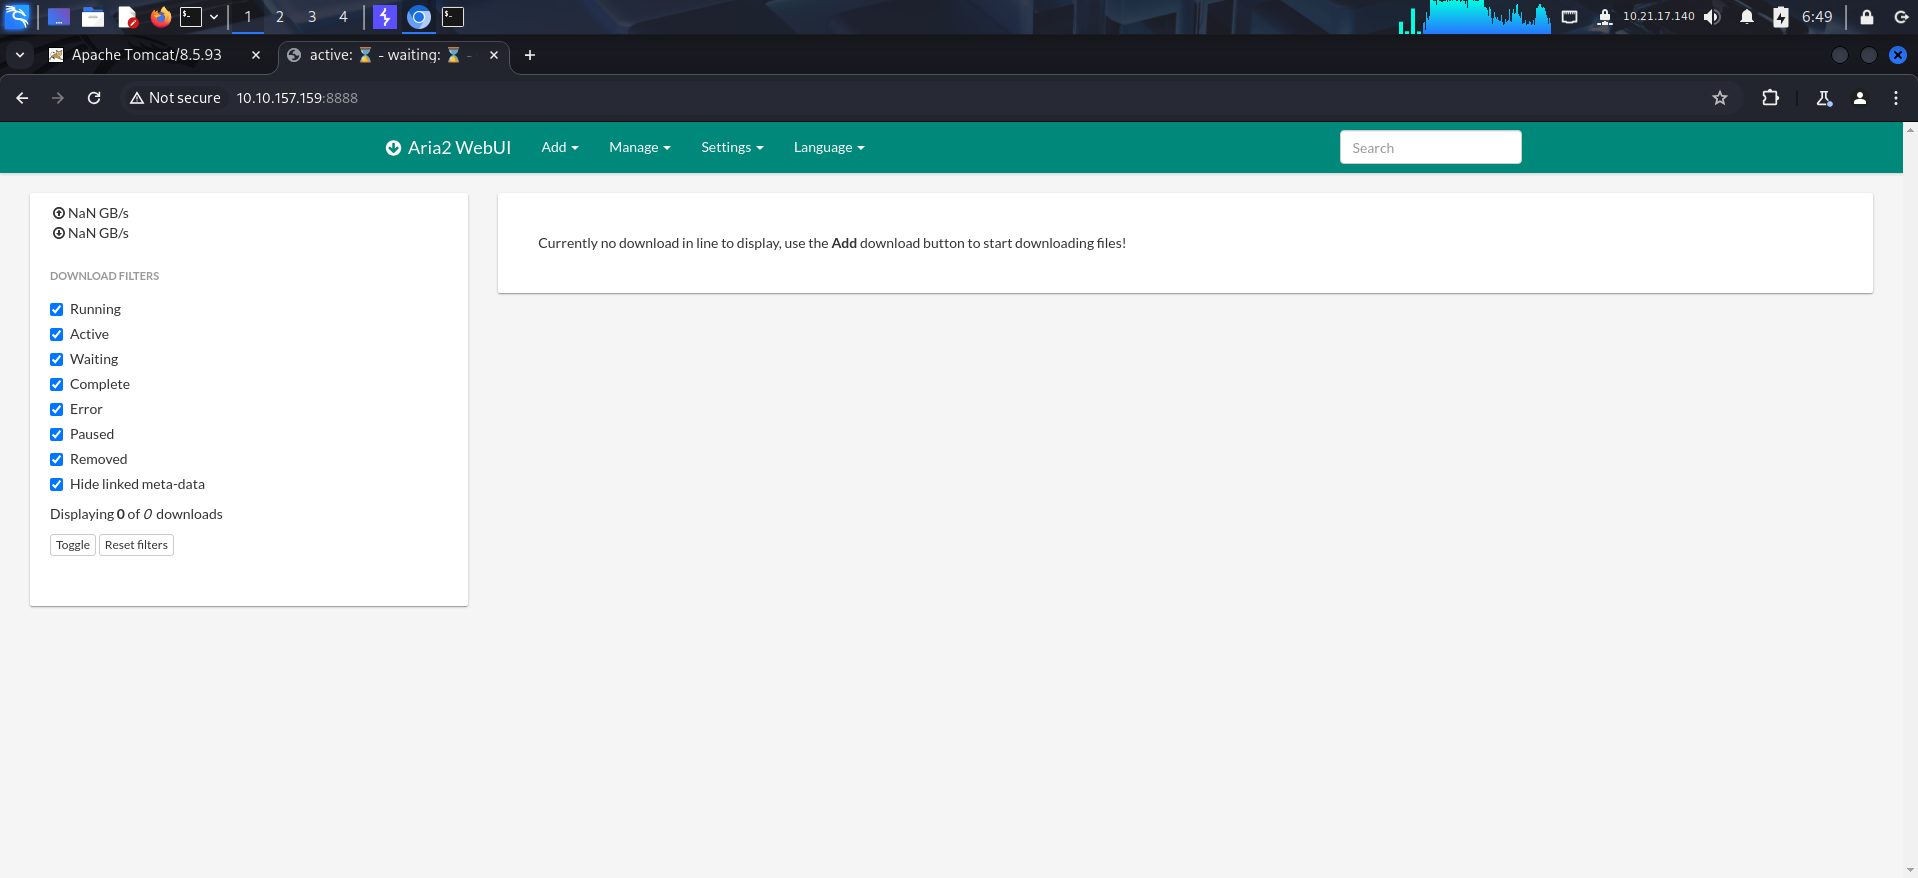 1 2 3 4 10.21.17.140 6:49
Apache Tomcat/8.5.93 active: ⌛ - waiting: ⌛ -
Not secure 10.10.157.159:8888
Aria2 WebUI Add Manage Settings Language Search
NaN GB/s
NaN GB/s
Currently no download in line to display, use the Add download button to start downloading files!
DOWNLOAD FILTERS
Running
Active
Waiting
Complete
Error
Paused
Removed
Hide linked meta-data
Displaying 0 of 0 downloads
Toggle Reset filters